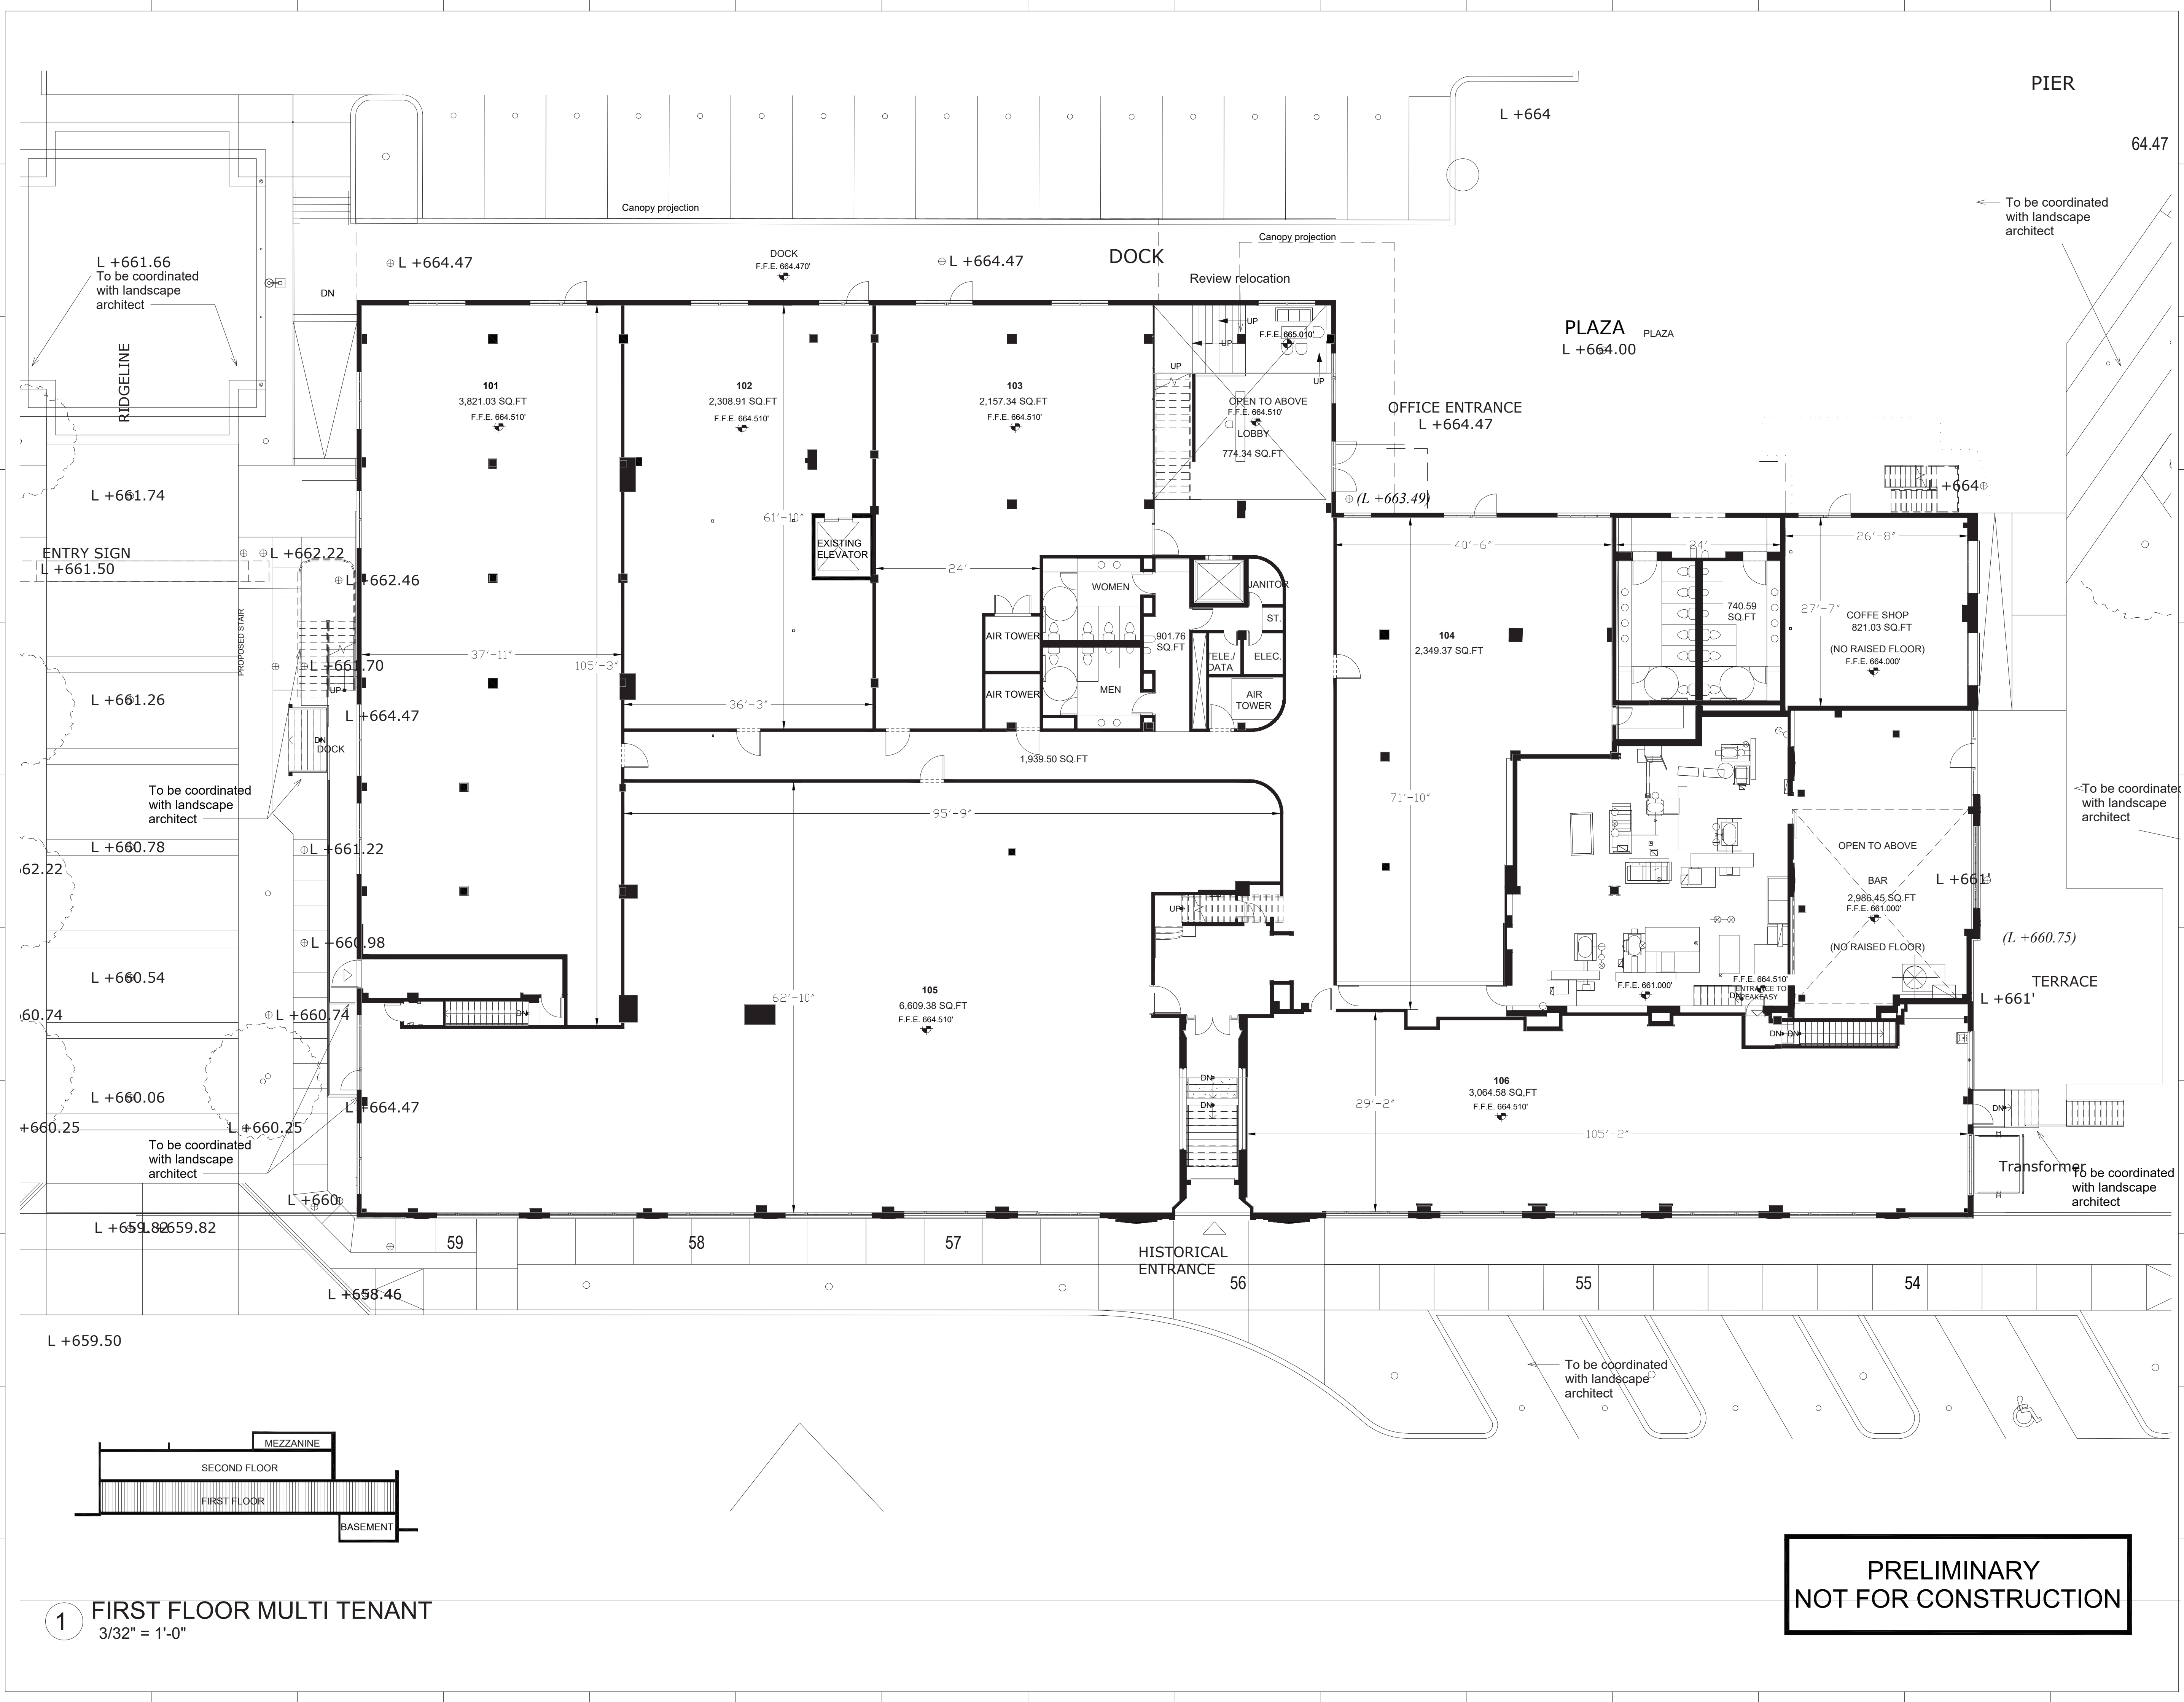 PIER
L +664
64.47
To be coordinated
with landscape
architect
Canopy projection
Canopy projection
L +661.66
To be coordinated
with landscape
architect
RIDGELINE
DN
L +664.47
DOCK
F.F.E. 664.470'
L +664.47
DOCK
Review relocation
PLAZA
PLAZA
L +664.00
OFFICE ENTRANCE
L +664.47
(L +663.49)
L +664
101
3,821.03 SQ.FT
F.F.E. 664.510'
102
2,308.91 SQ.FT
F.F.E. 664.510'
103
2,157.34 SQ.FT
F.F.E. 664.510'
UP
UP
UP
UP
F.F.E. 665.010'
OPEN TO ABOVE
F.F.E. 664.510'
LOBBY
774.34 SQ.FT
L +661.74
ENTRY SIGN
L +661.50
L +662.22
L +662.46
PROPOSED STAIR
L +661.70
UP
L +661.26
L +664.47
DN
DOCK
To be coordinated
with landscape
architect
61'-10"
EXISTING
ELEVATOR
24'
37'-11"
105'-3"
36'-3"
WOMEN
MEN
AIR TOWER
AIR TOWER
901.76
SQ.FT
JANITOR
ST.
TELE./
DATA
ELEC.
AIR
TOWER
1,939.50 SQ.FT
40'-6"
24'
26'-8"
27'-7"
104
2,349.37 SQ.FT
740.59
SQ.FT
COFFE SHOP
821.03 SQ.FT
(NO RAISED FLOOR)
F.F.E. 664.000'
71'-10"
95'-9"
L +660.78
L +661.22
62.22
L +660.98
L +660.54
60.74
L +660.74
DN
UP
105
6,609.38 SQ.FT
F.F.E. 664.510'
62'-10"
OPEN TO ABOVE
BAR
2,986.45 SQ.FT
F.F.E. 661.000'
(NO RAISED FLOOR)
F.F.E. 661.000'
F.F.E. 664.510'
ENTRANCE TO
SPEAKEASY
DN
DN
DN
To be coordinated
with landscape
architect
L +661'
(L +660.75)
TERRACE
L +661'
L +660.06
+660.25
L +660.25
L +664.47
To be coordinated
with landscape
architect
L +660
L +659.82
L +659.82
DN
DN
106
3,064.58 SQ,FT
F.F.E. 664.510'
29'-2"
105'-2"
DN
Transformer
To be coordinated
with landscape
architect
59
58
57
HISTORICAL
ENTRANCE
56
55
54
L +658.46
L +659.50
To be coordinated
with landscape
architect
MEZZANINE
SECOND FLOOR
FIRST FLOOR
BASEMENT
1
FIRST FLOOR MULTI TENANT
3/32" = 1'-0"
PRELIMINARY
NOT FOR CONSTRUCTION